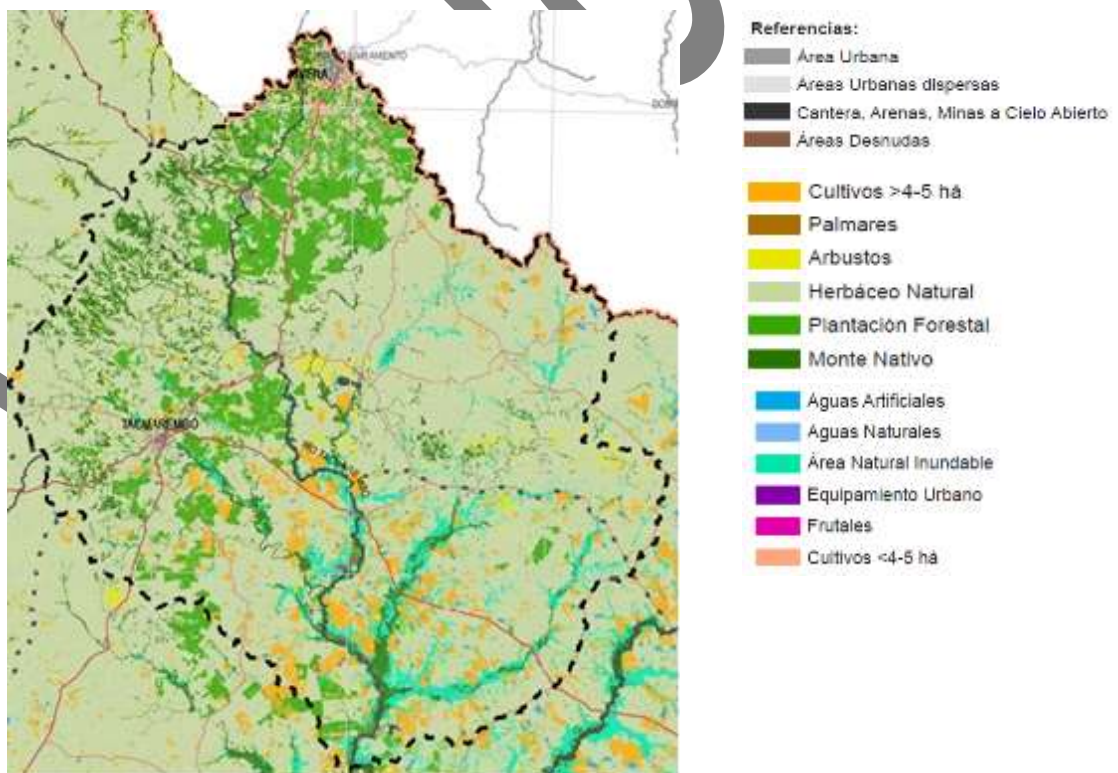 Referencias:
Área Urbana
Áreas Urbanas dispersas
Cantera, Arenas, Minas a Cielo Abierto
Áreas Desnudas
Cultivos >4-5 há
Palmares
Arbustos
Herbáceo Natural
Plantación Forestal
Monte Nativo
Aguas Artificiales
Aguas Naturales
Área Natural Inundable
Equipamiento Urbano
Frutales
Cultivos <4-5 há
TACUAREMBÓ